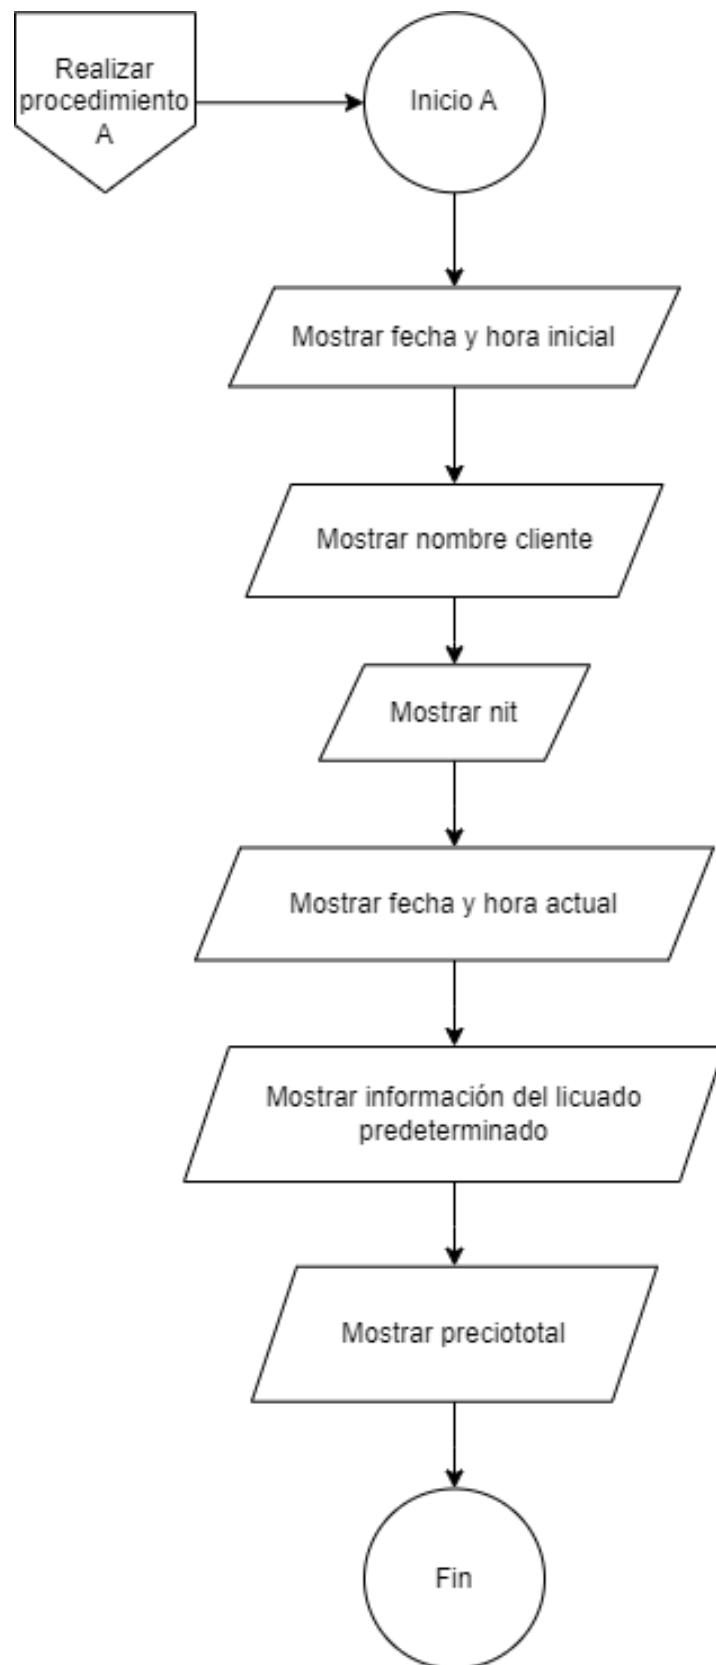 Realizar
procedimiento
A
Inicio A
Mostrar fecha y hora inicial
Mostrar nombre cliente
Mostrar nit
Mostrar fecha y hora actual
Mostrar información del licuado
predeterminado
Mostrar preciototal
Fin